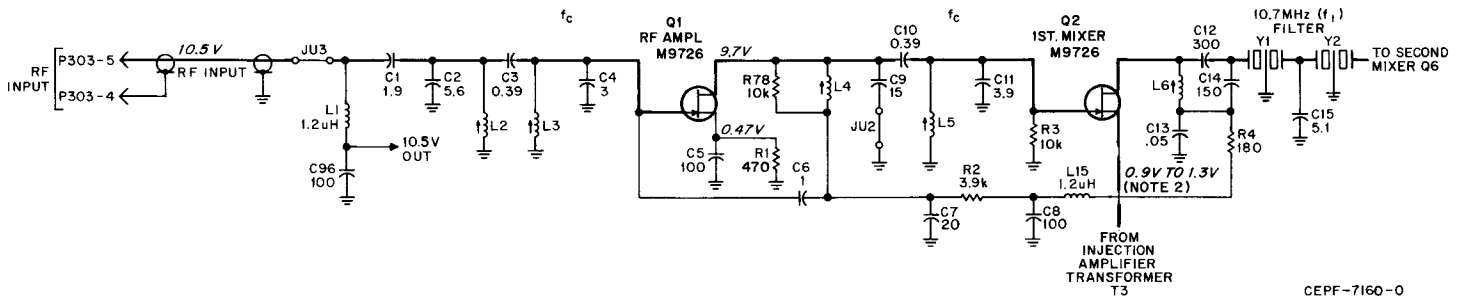 RF INPUT
P303-5
P303-4
10.5V
RF INPUT
JU3
L1
1.2uH
C96
100
10.5V OUT
C1
1.9
C2
5.6
L2
C3
0.39
L3
fc
C4
3
Q1
RF AMPL
M9726
9.7V
0.47V
C5
100
R1
470
C6
1
R78
10k
L4
C10
0.39
C9
15
JU2
fc
L5
C11
3.9
C7
20
R2
3.9k
C8
100
L15
1.2uH
R3
10k
Q2
1ST. MIXER
M9726
0.9V TO 1.3V
(NOTE 2)
FROM
INJECTION
AMPLIFIER
TRANSFORMER
T3
C12
300
L6
C14
150
C13
.05
R4
180
10.7MHz (f₁)
FILTER
Y1
Y2
C15
5.1
TO SECOND
MIXER Q6
CEPF-7160-O